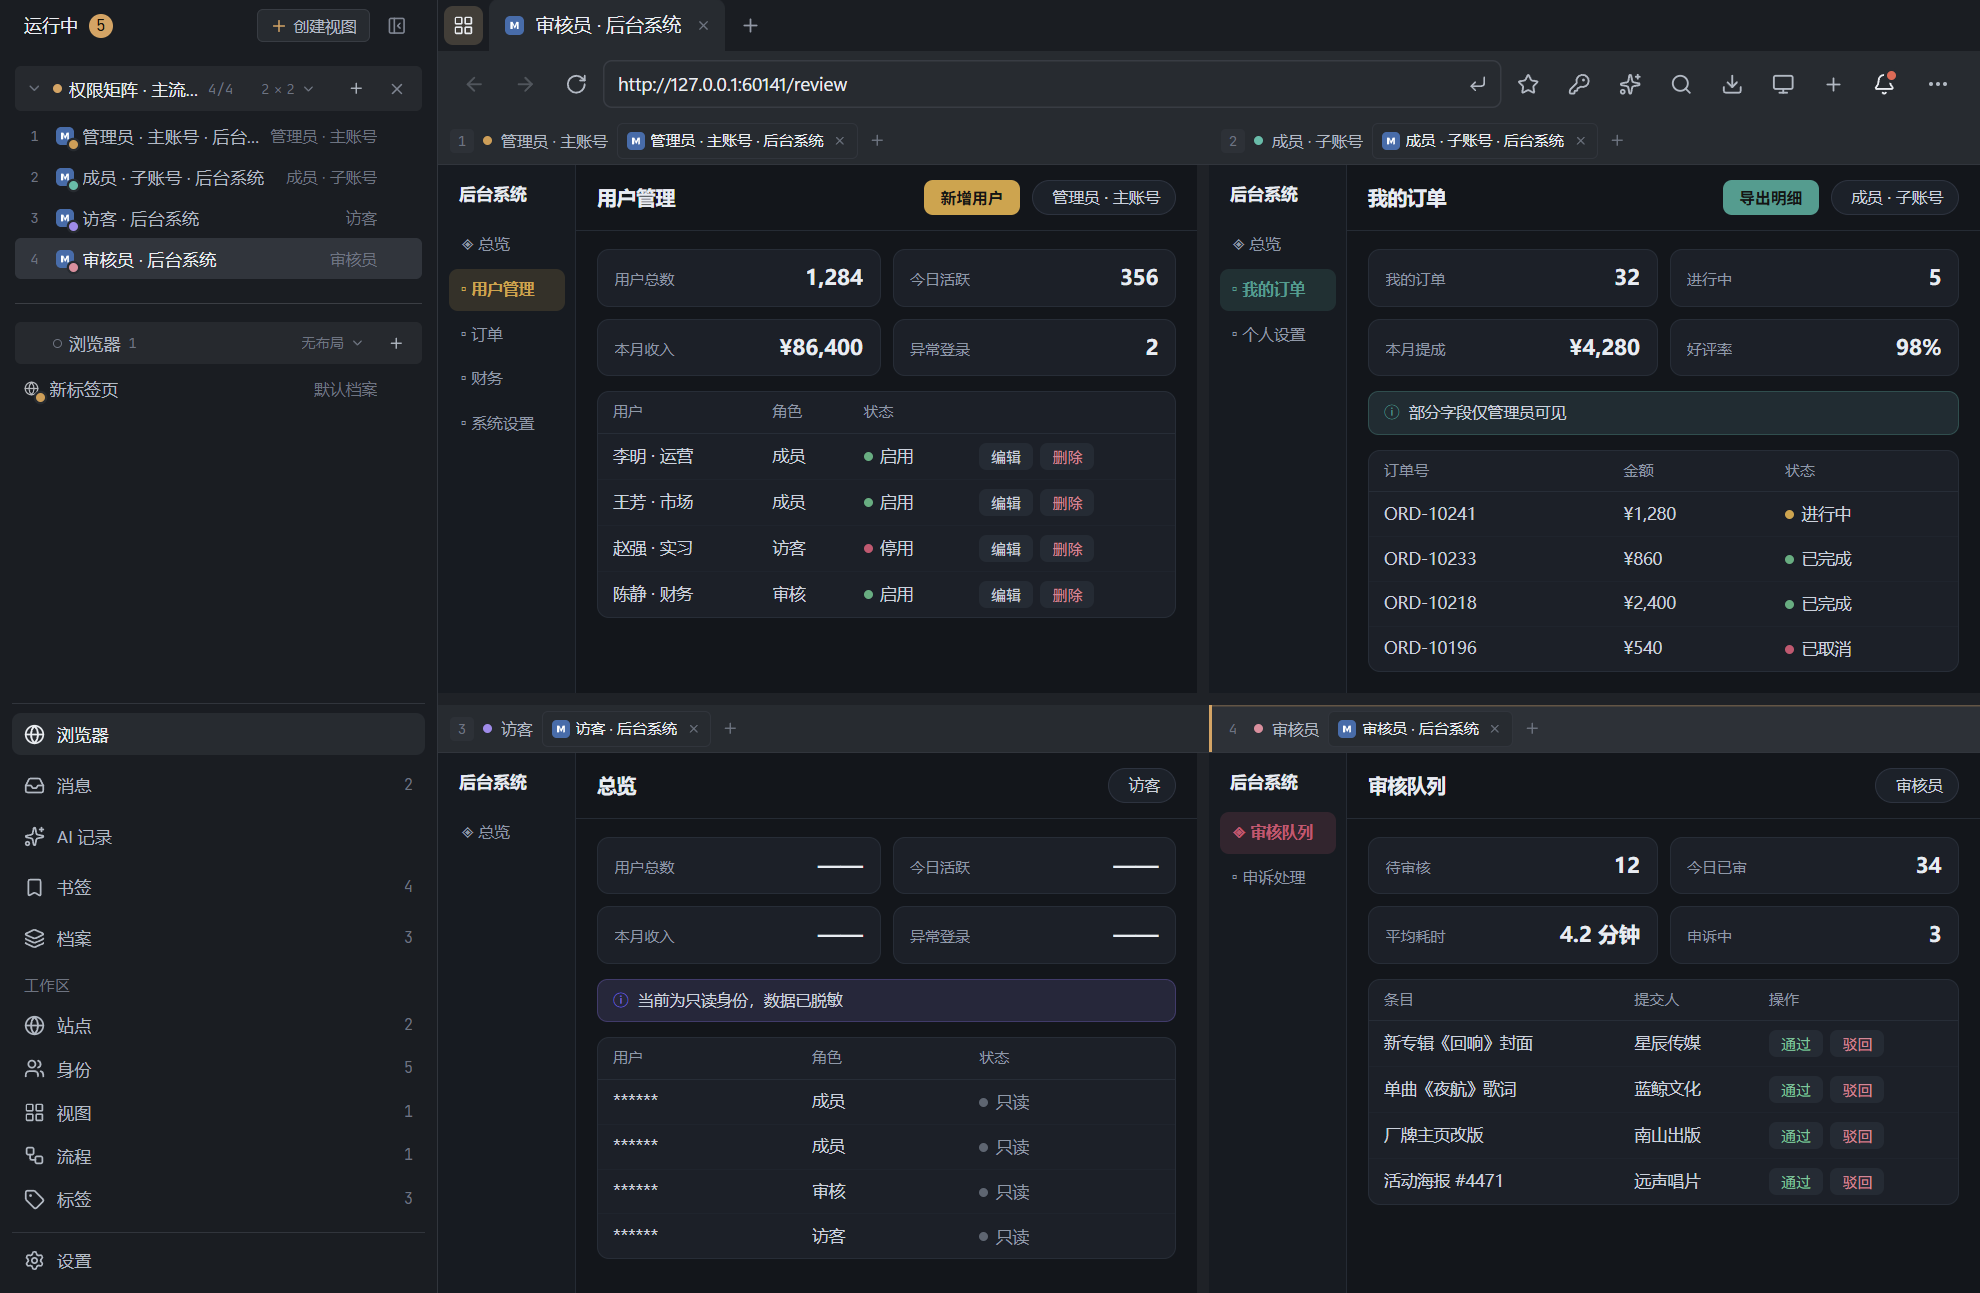 运行中 5
创建视图
权限矩阵 · 主流... 4/4 2 × 2
1 管理员 · 主账号 · 后台... 管理员 · 主账号
2 成员 · 子账号 · 后台系统 成员 · 子账号
3 访客 · 后台系统 访客
4 审核员 · 后台系统 审核员
浏览器 1 无布局
新标签页 默认档案
浏览器
消息 2
AI 记录
书签 4
档案 3
工作区
站点 2
身份 5
视图 1
流程 1
标签 3
设置
M 审核员 · 后台系统
http://127.0.0.1:60141/review
1 管理员 · 主账号 M 管理员 · 主账号 · 后台系统
后台系统
总览
用户管理
订单
财务
系统设置
用户管理 新增用户 管理员 · 主账号
用户总数 1,284 今日活跃 356
本月收入 ¥86,400 异常登录 2
用户 角色 状态
李明 · 运营 成员 启用 编辑 删除
王芳 · 市场 成员 启用 编辑 删除
赵强 · 实习 访客 停用 编辑 删除
陈静 · 财务 审核 启用 编辑 删除
2 成员 · 子账号 M 成员 · 子账号 · 后台系统
后台系统
总览
我的订单
个人设置
我的订单 导出明细 成员 · 子账号
我的订单 32 进行中 5
本月提成 ¥4,280 好评率 98%
部分字段仅管理员可见
订单号 金额 状态
ORD-10241 ¥1,280 进行中
ORD-10233 ¥860 已完成
ORD-10218 ¥2,400 已完成
ORD-10196 ¥540 已取消
3 访客 M 访客 · 后台系统
后台系统
总览
总览 访客
用户总数 —— 今日活跃 ——
本月收入 —— 异常登录 ——
当前为只读身份，数据已脱敏
用户 角色 状态
****** 成员 只读
****** 成员 只读
****** 审核 只读
****** 访客 只读
4 审核员 M 审核员 · 后台系统
后台系统
审核队列
申诉处理
审核队列 审核员
待审核 12 今日已审 34
平均耗时 4.2 分钟 申诉中 3
条目 提交人 操作
新专辑《回响》封面 星辰传媒 通过 驳回
单曲《夜航》歌词 蓝鲸文化 通过 驳回
厂牌主页改版 南山出版 通过 驳回
活动海报 #4471 远声唱片 通过 驳回